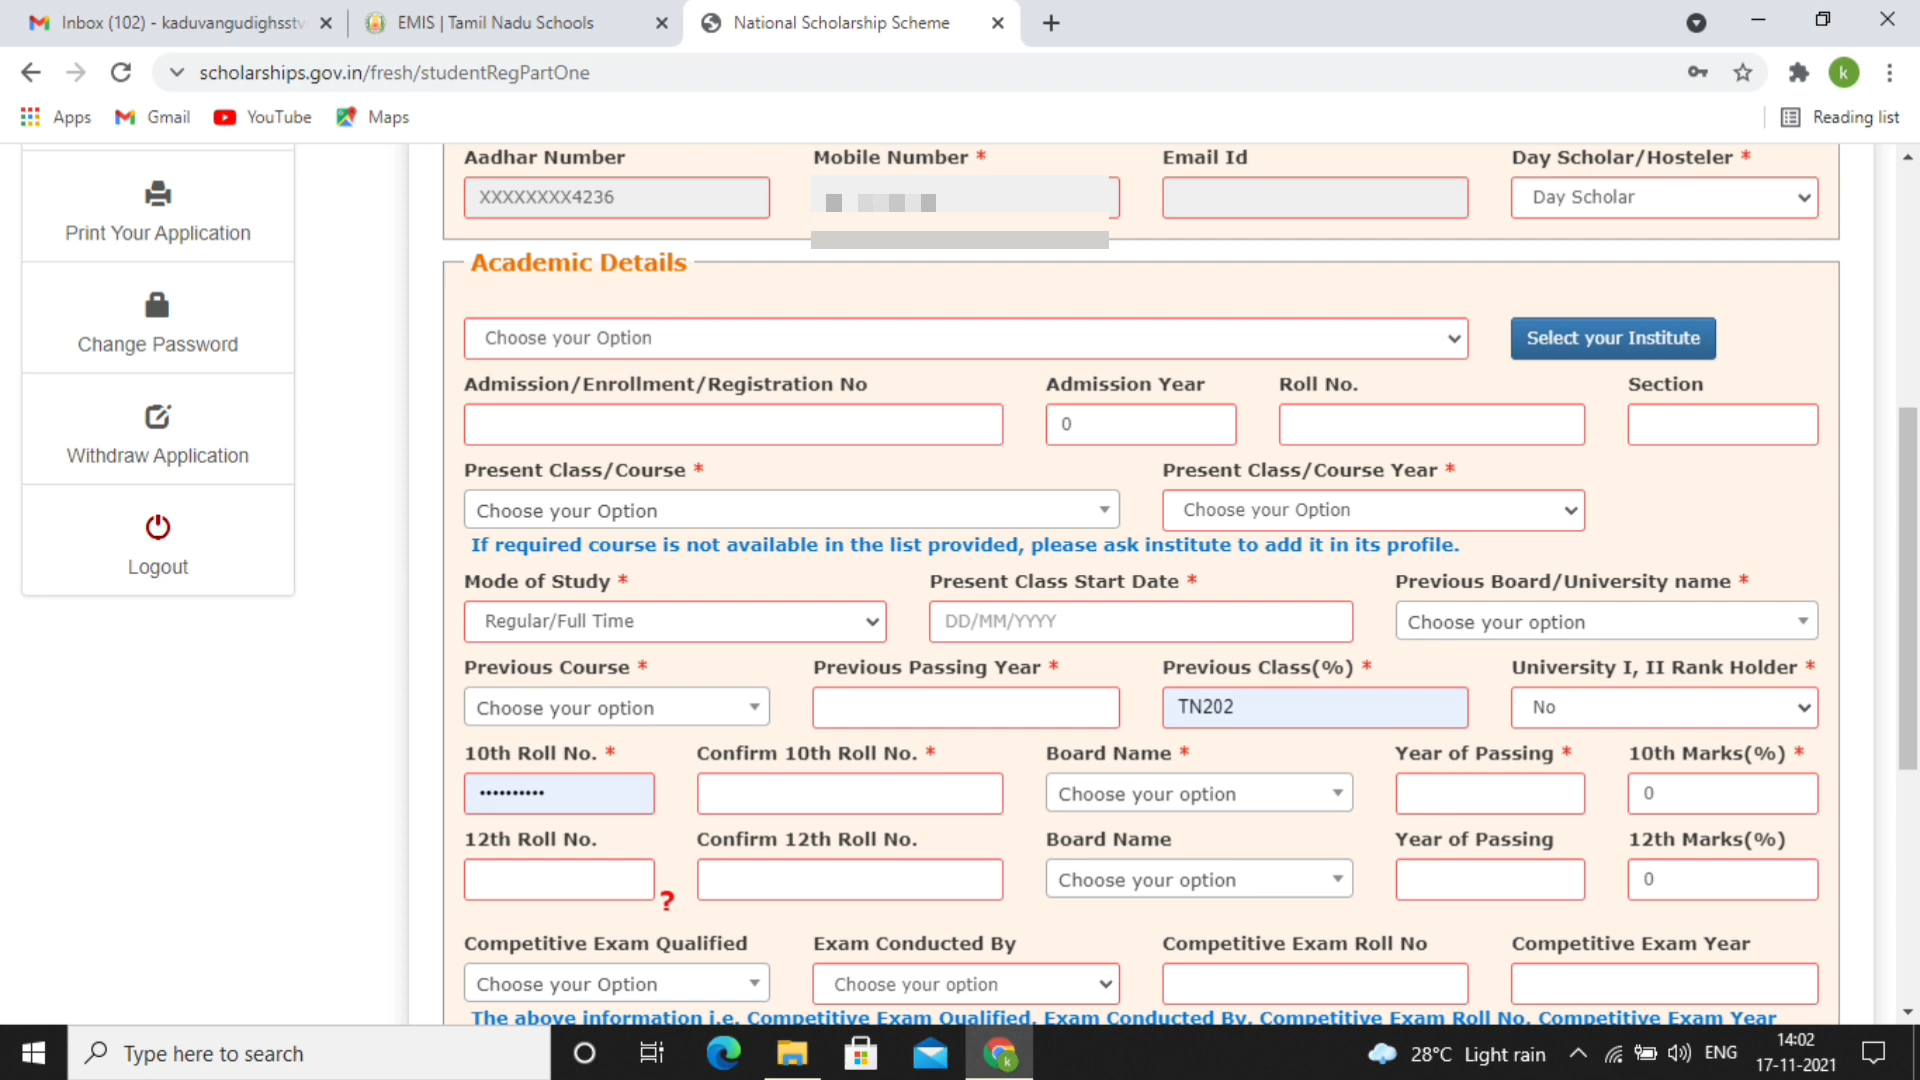 Inbox (102) - kaduvangudighsstv
EMIS | Tamil Nadu Schools
National Scholarship Scheme
scholarships.gov.in/fresh/studentRegPartOne
k
Apps
Gmail
YouTube
Maps
Reading list
Print Your Application
Change Password
Withdraw Application
Logout
Aadhar Number
Mobile Number *
Email Id
Day Scholar/Hosteler *
XXXXXXXX4236
Day Scholar
Academic Details
Choose your Option
Select your Institute
Admission/Enrollment/Registration No
Admission Year
Roll No.
Section
0
Present Class/Course *
Present Class/Course Year *
Choose your Option
Choose your Option
If required course is not available in the list provided, please ask institute to add it in its profile.
Mode of Study *
Present Class Start Date *
Previous Board/University name *
Regular/Full Time
DD/MM/YYYY
Choose your option
Previous Course *
Previous Passing Year *
Previous Class(%) *
University I, II Rank Holder *
Choose your option
TN202
No
10th Roll No. *
Confirm 10th Roll No. *
Board Name *
Year of Passing *
10th Marks(%) *
••••••••••
Choose your option
0
12th Roll No.
Confirm 12th Roll No.
Board Name
Year of Passing
12th Marks(%)
?
Choose your option
0
Competitive Exam Qualified
Exam Conducted By
Competitive Exam Roll No
Competitive Exam Year
Choose your Option
Choose your option
The above information i.e. Competitive Exam Qualified, Exam Conducted By, Competitive Exam Roll No, Competitive Exam Year
Type here to search
k
28°C Light rain
ENG
14:02
17-11-2021